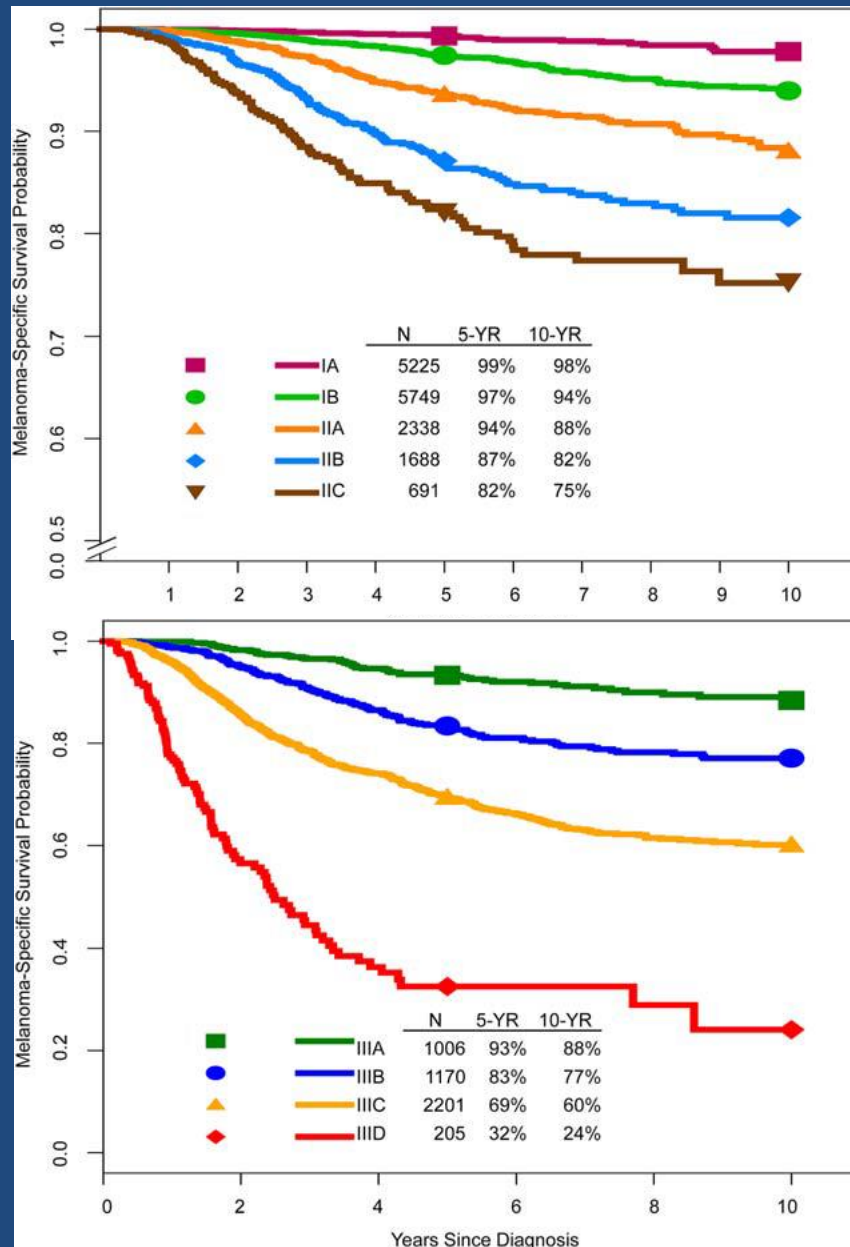 Melanoma-Specific Survival Probability
1.0
0.9
0.8
0.7
0.6
0.5
0.0
N 5-YR 10-YR
IA 5225 99% 98%
IB 5749 97% 94%
IIA 2338 94% 88%
IIB 1688 87% 82%
IIC 691 82% 75%
1 2 3 4 5 6 7 8 9 10
Melanoma-Specific Survival Probability
1.0
0.8
0.6
0.4
0.2
0.0
N 5-YR 10-YR
IIIA 1006 93% 88%
IIIB 1170 83% 77%
IIIC 2201 69% 60%
IIID 205 32% 24%
0 2 4 6 8 10
Years Since Diagnosis